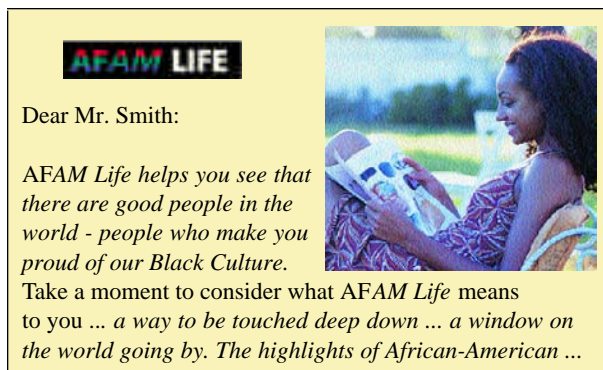 AFAM LIFE
Dear Mr. Smith:
AFAM Life helps you see that
there are good people in the
world - people who make you
proud of our Black Culture.
Take a moment to consider what AFAM Life means
to you ... a way to be touched deep down ... a window on
the world going by. The highlights of African-American ...